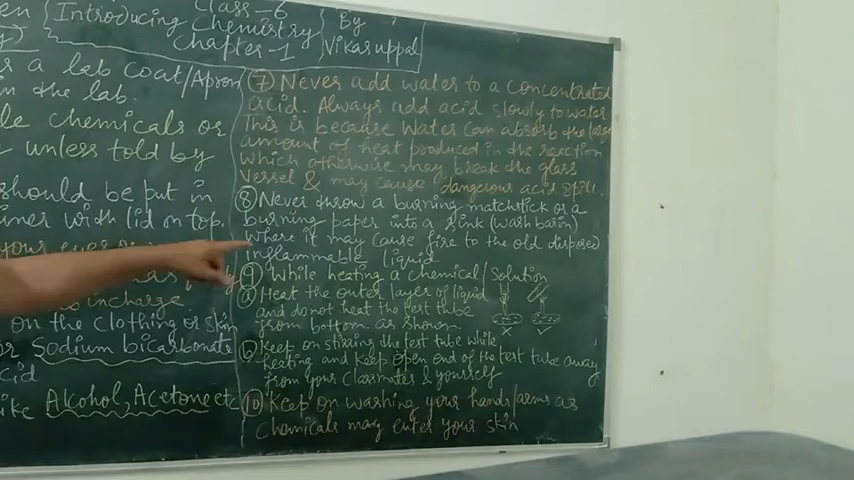 Class-6
Introducing Chemistry
Chapter-1
By
Vikas uppal
a lab coat/Apron
in the lab.
chemicals or
unless told by
should be put in
with lid on top.
your eyes
incharge
on the clothing or skin
Sodium bicarbonate
cid
like Alcohol, Acetone etc
⑦ Never add water to a concentrated
acid. Always add acid slowly to water
This is because water can absorb the large
amount of heat produced in the reaction
which otherwise may break the glass
vessel & may cause dangerous acid spill.
⑧ Never throw a burning matchstick or a
burning paper into a sink (wash basin)
where it may cause fire to the old disposed
inflammable liquid.
⑨ While heating a chemical/Solution
ⓐ Heat the outer layer of liquid
and do not heat the test tube
from bottom as shown
ⓑ Keep on stirring the test tube while
heating and keep open end of the test tube away
from your classmates & yourself
⑩ Keep on washing your hands/arms as
chemicals may enter your skin